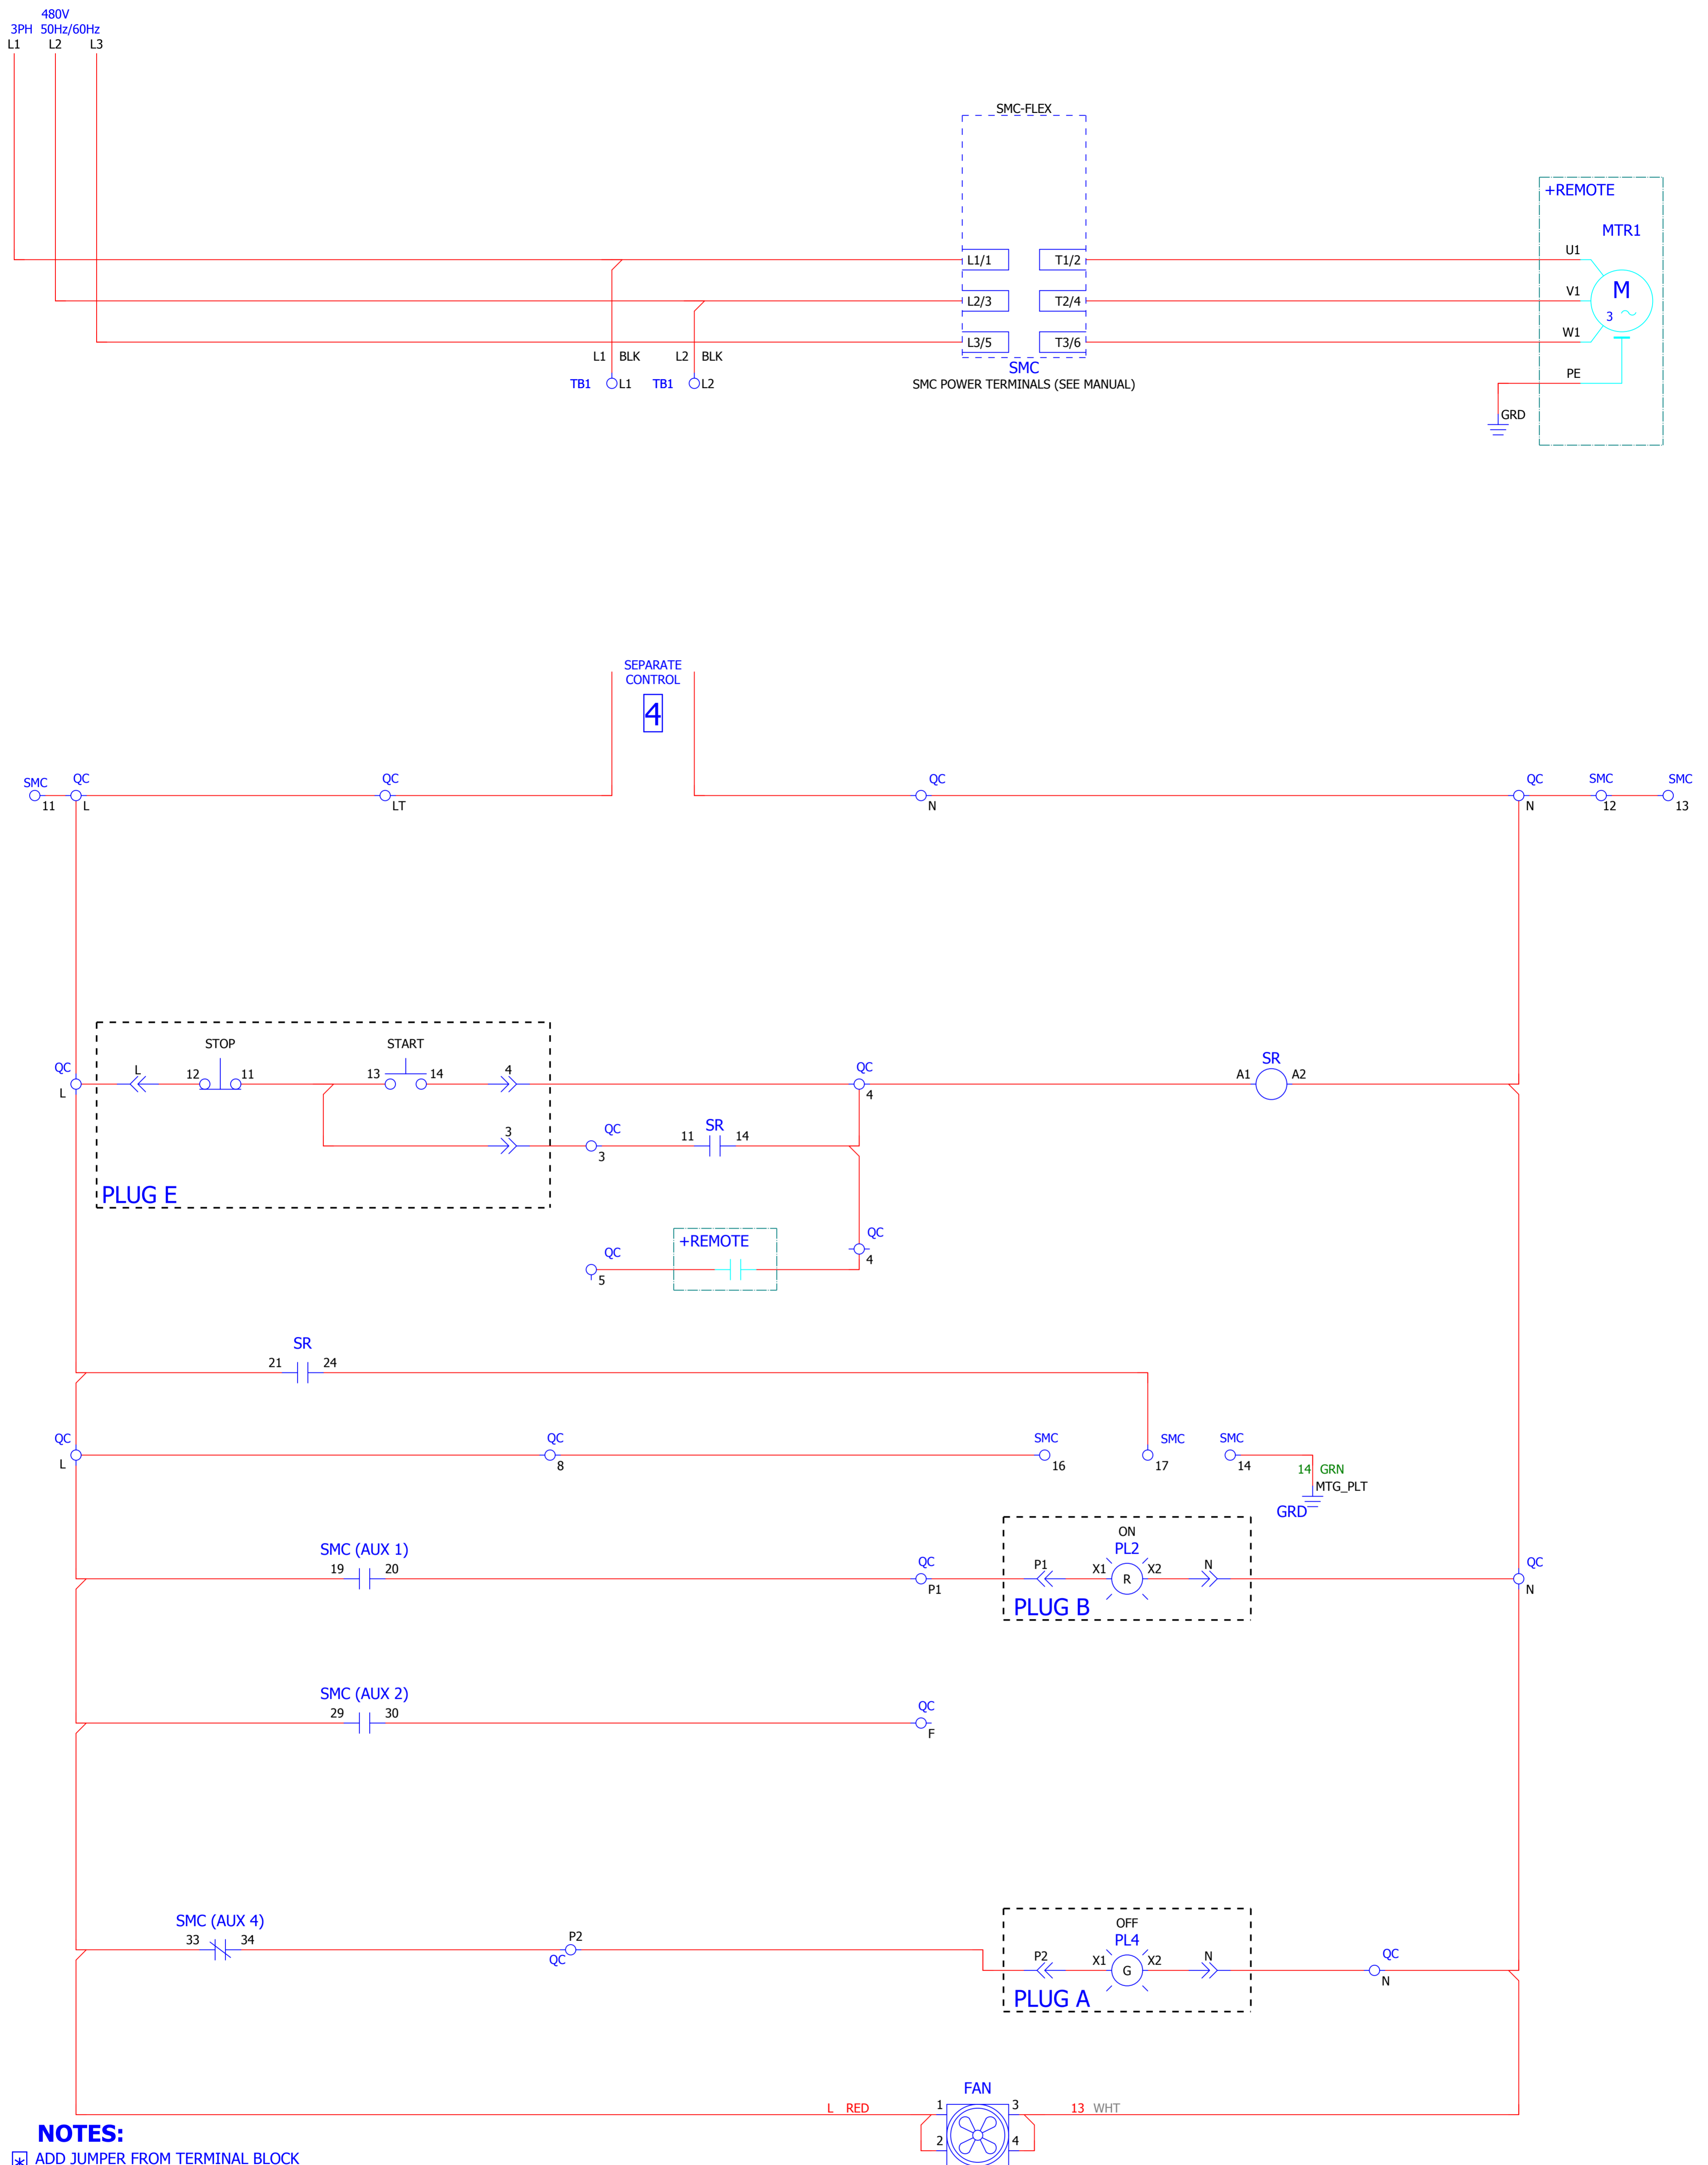 480V
3PH 50Hz/60Hz
L1 L2 L3
SMC-FLEX
+REMOTE
MTR1
L1/1 T1/2 U1
L2/3 T2/4 V1 M
3
L3/5 T3/6 W1
L1 BLK L2 BLK
SMC
TB1 L1 TB1 L2
SMC POWER TERMINALS (SEE MANUAL)
PE
GRD
SEPARATE
CONTROL
4
SMC QC QC QC QC SMC SMC
11 L LT N N 12 13
STOP START
QC L 12 11 13 14 4 QC SR
A1 A2
L 4
3 QC 11 SR 14
3
PLUG E
+REMOTE QC
QC 4
5
SR
21 24
QC QC SMC SMC SMC
L 8 16 17 14
14 GRN
MTG_PLT
GRD
ON
SMC (AUX 1) PL2
19 20 QC P1 X1 R X2 N QC
P1 N
PLUG B
SMC (AUX 2)
29 30 QC
F
SMC (AUX 4) OFF
33 34 P2 PL4
QC P2 X1 G X2 N QC
N
PLUG A
FAN
L RED 1 3 13 WHT
NOTES:
2 4
* ADD JUMPER FROM TERMINAL BLOCK